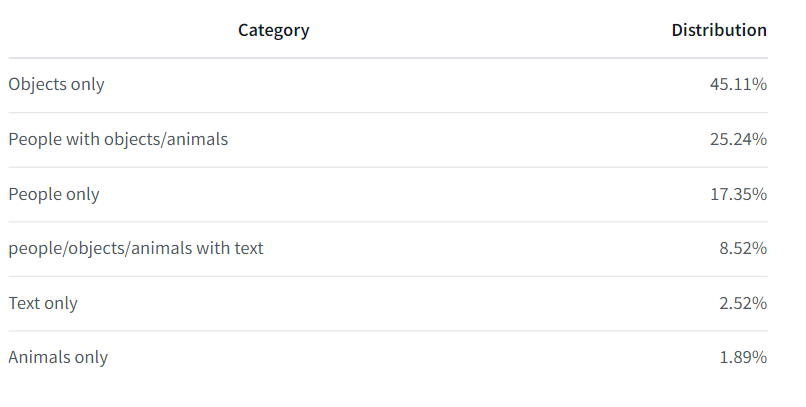 Category Distribution
Objects only 45.11%
People with objects/animals 25.24%
People only 17.35%
people/objects/animals with text 8.52%
Text only 2.52%
Animals only 1.89%